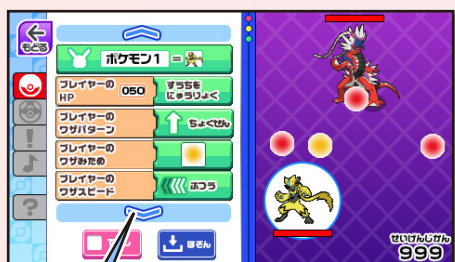 もどる
ポケモン1 =
プレイヤーの
HP
050
すうちを
にゅうりょく
プレイヤーの
ワザパターン
ちょくせん
プレイヤーの
ワザみため
プレイヤーの
ワザスピード
ふつう
ほぞん
せいげんじかん
999